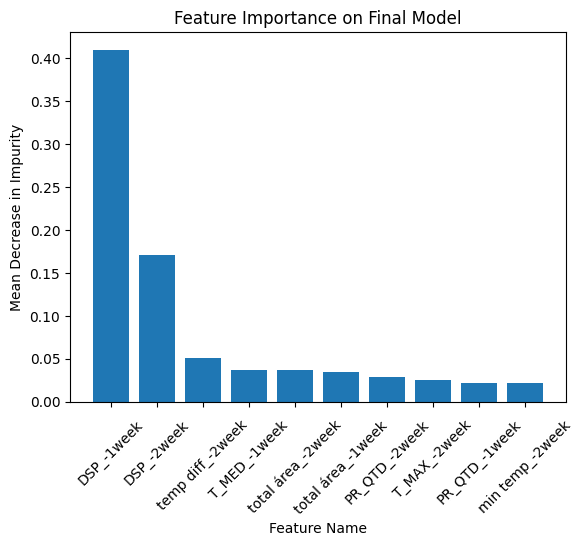 Feature Importance on Final Model
Mean Decrease in Impurity
0.40
0.35
0.30
0.25
0.20
0.15
0.10
0.05
0.00
DSP_-1week
DSP_-2week
temp diff_-2week
T_MED_-1week
total área_-2week
total área_-1week
PR_QTD_-2week
T_MAX_-2week
PR_QTD_-1week
min temp_-2week
Feature Name